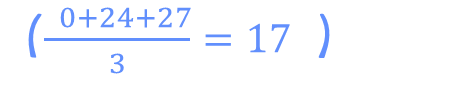 ( (0+24+27)/3 = 17 )